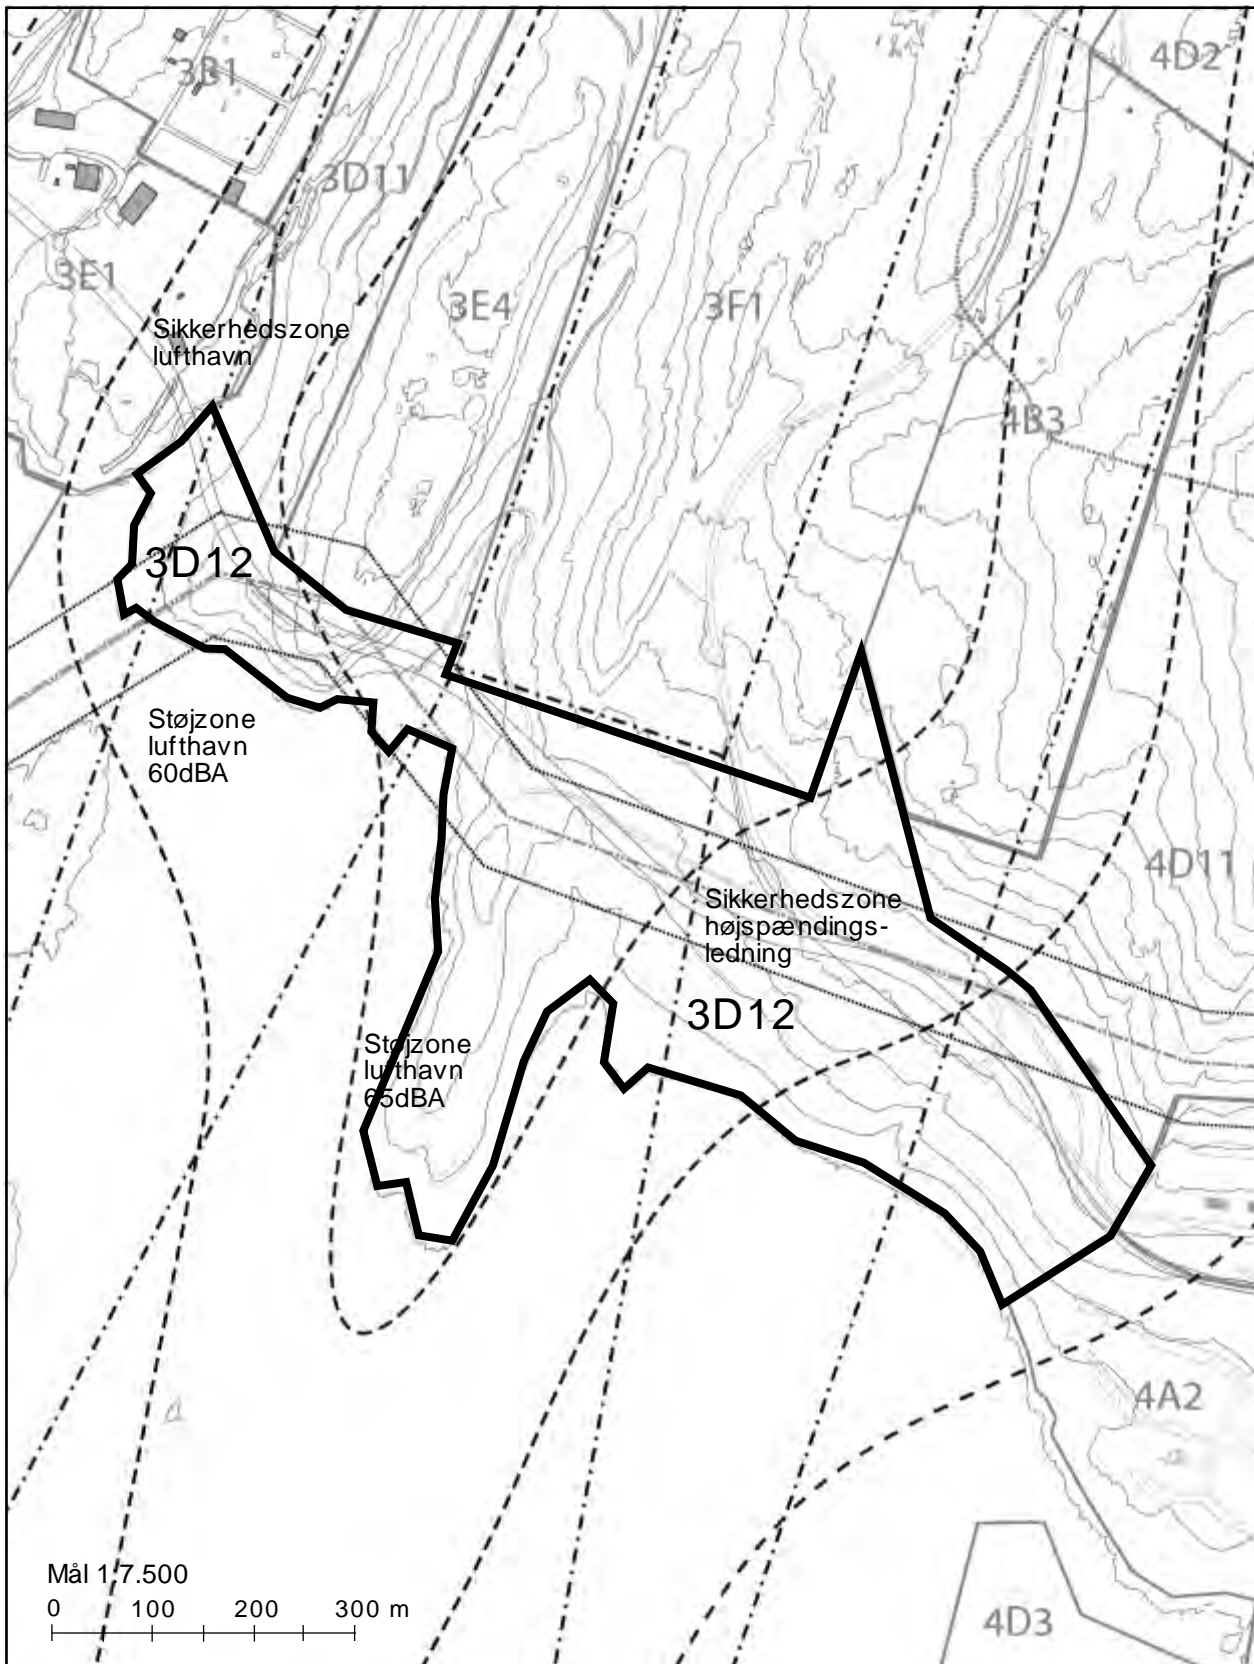 3B1
4D2
3D11
3E1
3E4
3F1
Sikkerhedszone
lufthavn
4B3
3D12
Støjzone
lufthavn
60dBA
4D11
Sikkerhedszone
højspændings-
ledning
3D12
Støjzone
lufthavn
65dBA
4A2
Mål 1:7.500
0 100 200 300 m
4D3